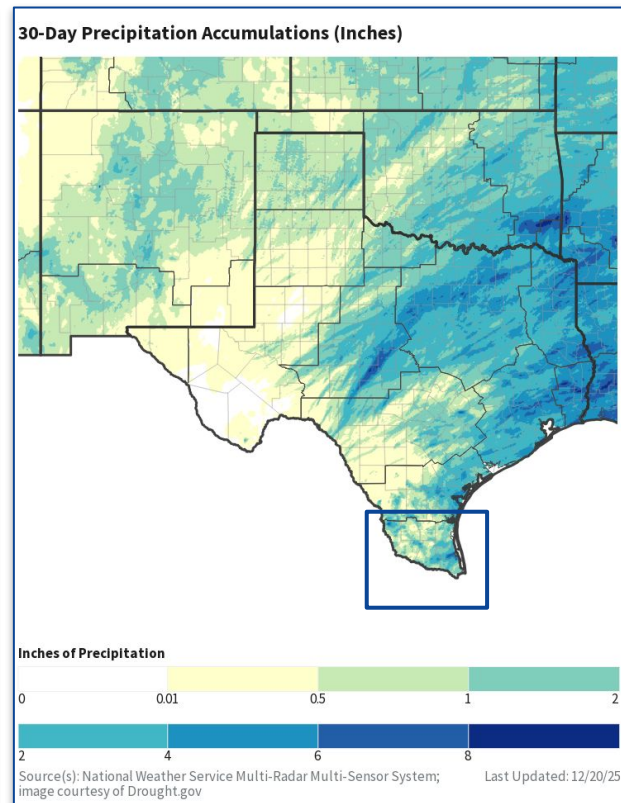 30-Day Precipitation Accumulations (Inches)
Inches of Precipitation
0 0.01 0.5 1 2
2 4 6 8
Source(s): National Weather Service Multi-Radar Multi-Sensor System; Last Updated: 12/20/25
image courtesy of Drought.gov